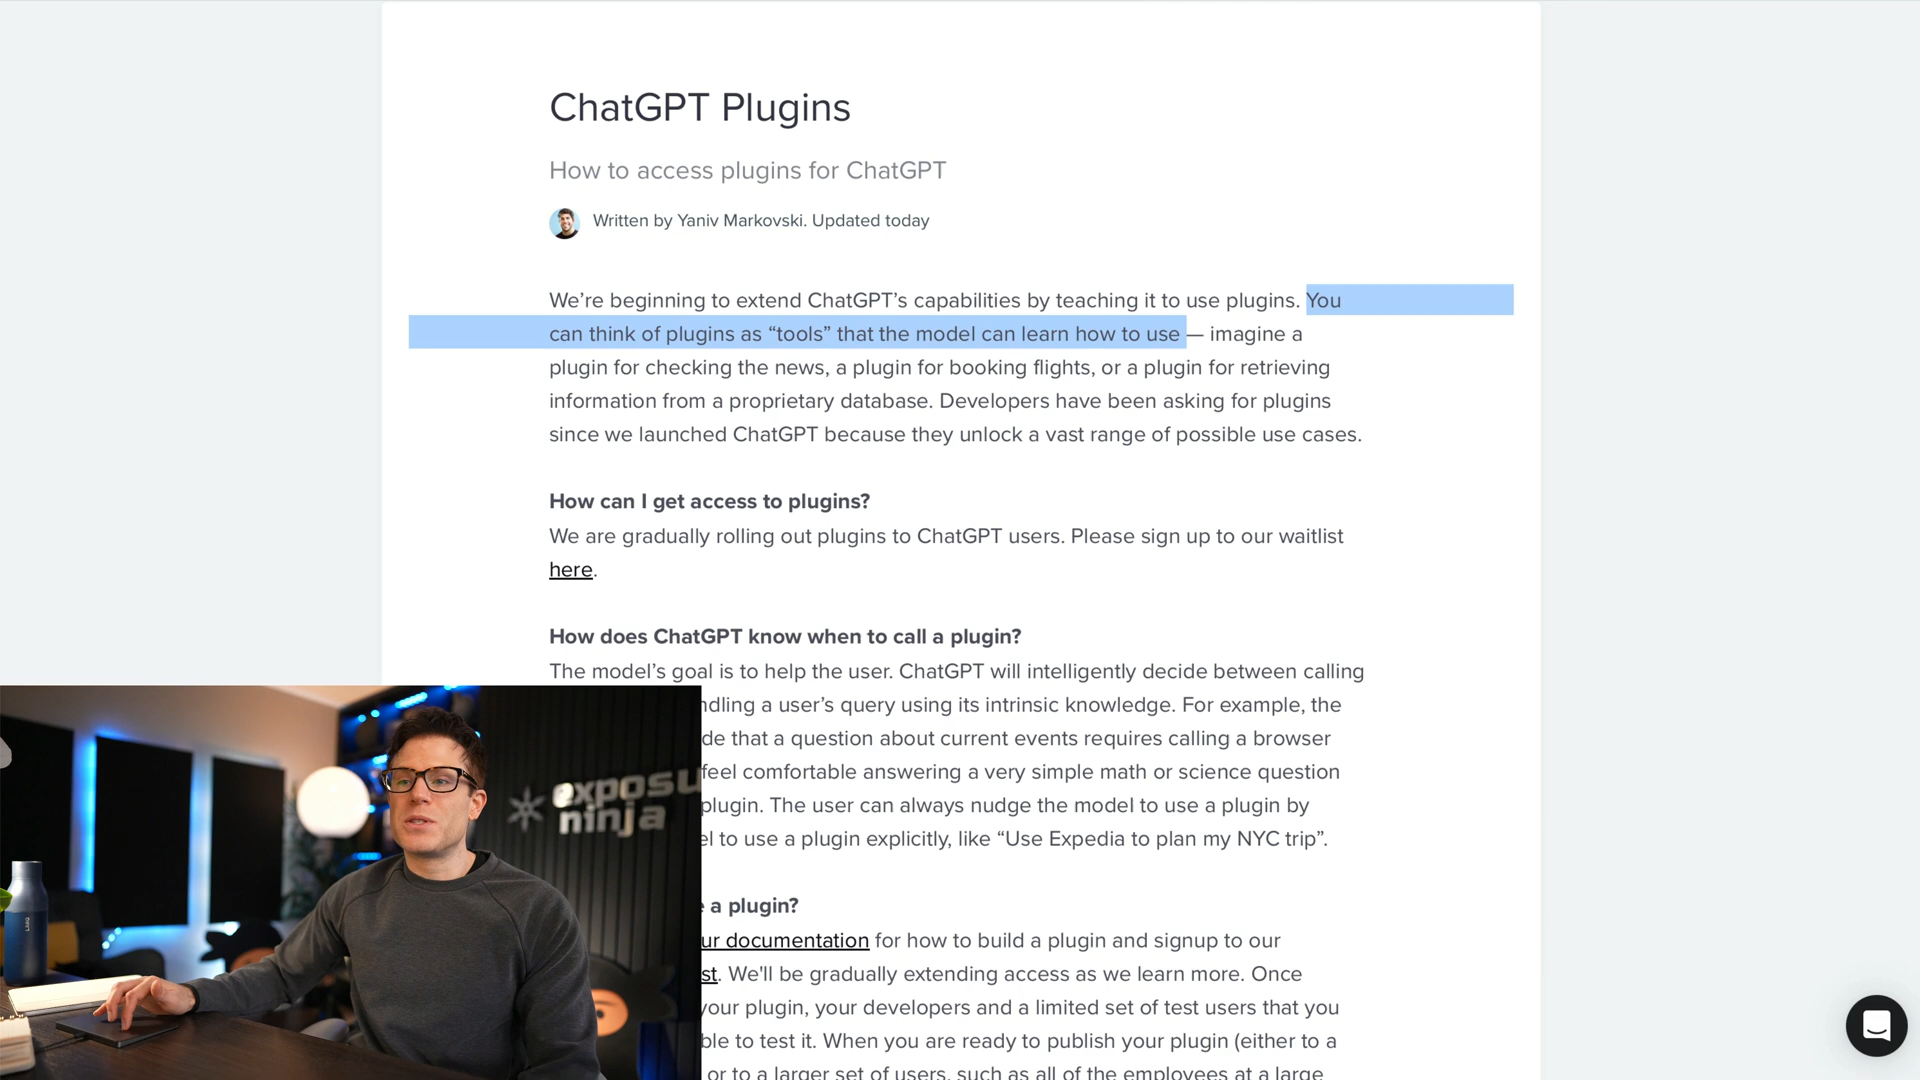 ChatGPT Plugins
How to access plugins for ChatGPT
Written by Yaniv Markovski. Updated today
We’re beginning to extend ChatGPT’s capabilities by teaching it to use plugins. You
can think of plugins as “tools” that the model can learn how to use — imagine a
plugin for checking the news, a plugin for booking flights, or a plugin for retrieving
information from a proprietary database. Developers have been asking for plugins
since we launched ChatGPT because they unlock a vast range of possible use cases.
How can I get access to plugins?
We are gradually rolling out plugins to ChatGPT users. Please sign up to our waitlist
here.
How does ChatGPT know when to call a plugin?
The model’s goal is to help the user. ChatGPT will intelligently decide between calling
ndling a user’s query using its intrinsic knowledge. For example, the
de that a question about current events requires calling a browser
feel comfortable answering a very simple math or science question
plugin. The user can always nudge the model to use a plugin by
el to use a plugin explicitly, like “Use Expedia to plan my NYC trip”.
a plugin?
ur documentation for how to build a plugin and signup to our
st. We'll be gradually extending access as we learn more. Once
your plugin, your developers and a limited set of test users that you
ble to test it. When you are ready to publish your plugin (either to a
or to a larger set of users, such as all of the employees at a large
exposu
ninja